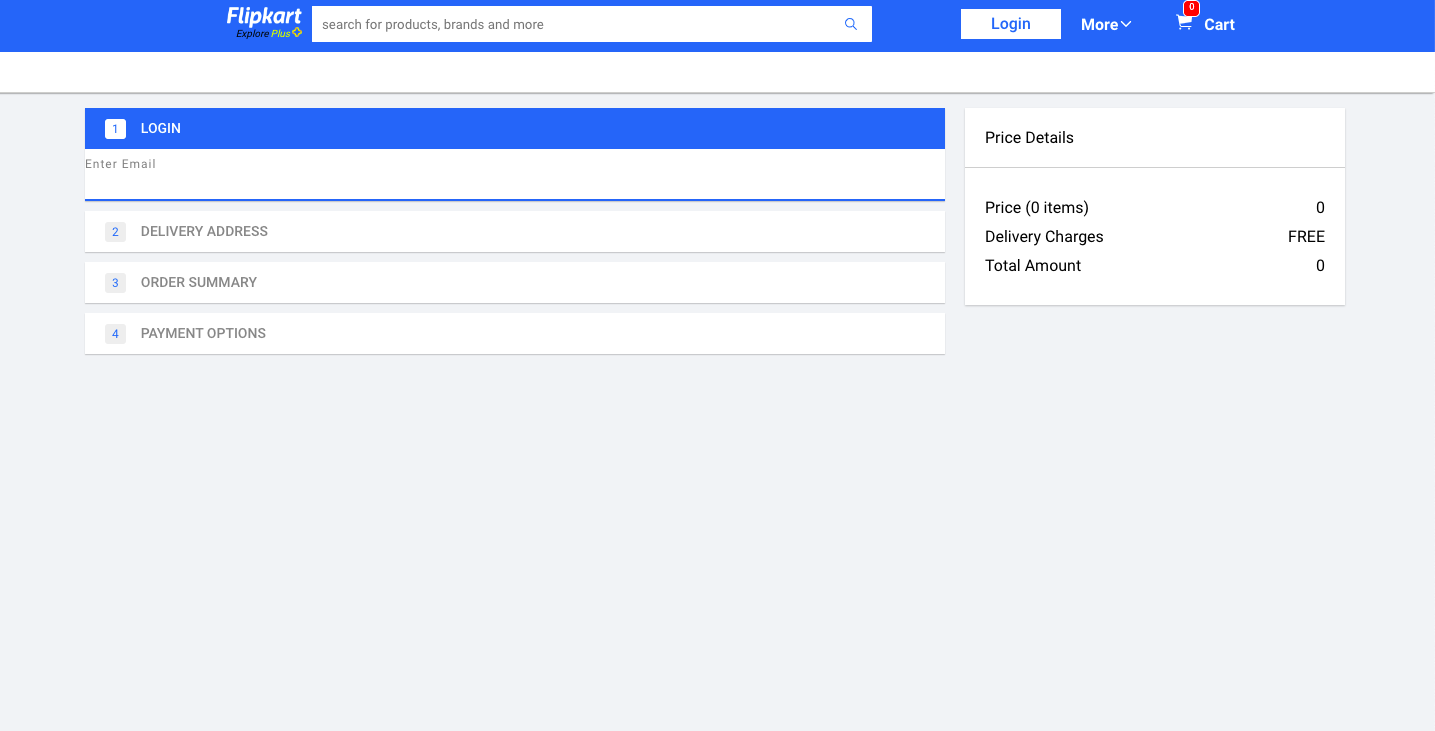 Flipkart
Explore Plus
search for products, brands and more
Login
More
0
Cart
1 LOGIN
Enter Email
2 DELIVERY ADDRESS
3 ORDER SUMMARY
4 PAYMENT OPTIONS
Price Details
Price (0 items) 0
Delivery Charges FREE
Total Amount 0